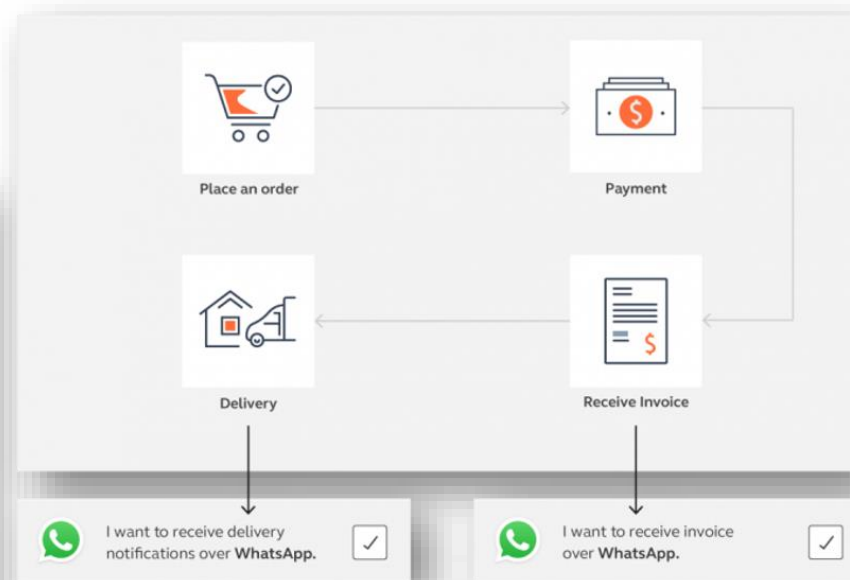 Place an order
Payment
Delivery
Receive Invoice
I want to receive delivery
notifications over WhatsApp.
I want to receive invoice
over WhatsApp.